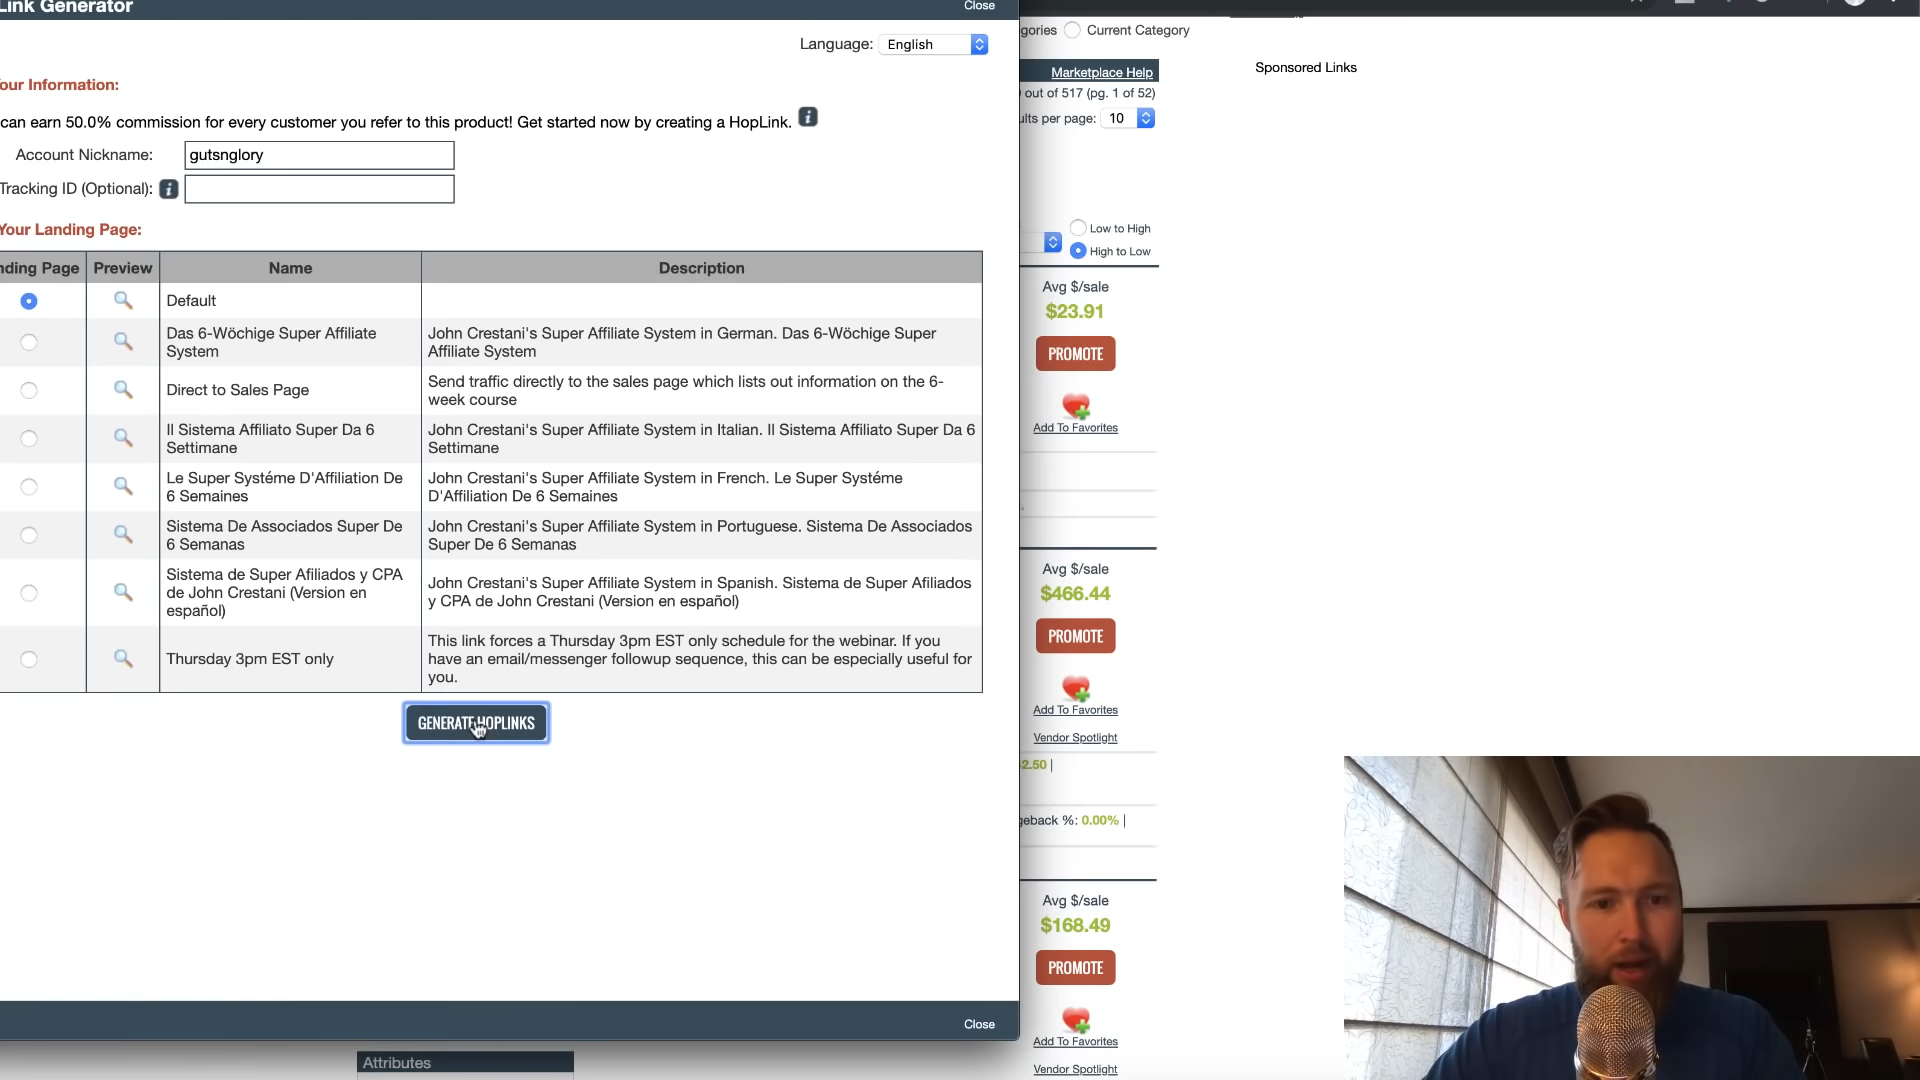 Link Generator
Close
Language: English
our Information:
can earn 50.0% commission for every customer you refer to this product! Get started now by creating a HopLink.
Account Nickname: gutsnglory
Tracking ID (Optional):
Your Landing Page:
nding Page Preview Name Description
Default
Das 6-Wöchige Super Affiliate System
John Crestani's Super Affiliate System in German. Das 6-Wöchige Super Affiliate System
Direct to Sales Page
Send traffic directly to the sales page which lists out information on the 6-
week course
Il Sistema Affiliato Super Da 6
Settimane
John Crestani's Super Affiliate System in Italian. Il Sistema Affiliato Super Da 6
Settimane
Le Super Systéme D'Affiliation De
6 Semaines
John Crestani's Super Affiliate System in French. Le Super Systéme
D'Affiliation De 6 Semaines
Sistema De Associados Super De
6 Semanas
John Crestani's Super Affiliate System in Portuguese. Sistema De Associados
Super De 6 Semanas
Sistema de Super Afiliados y CPA
de John Crestani (Version en
español)
John Crestani's Super Affiliate System in Spanish. Sistema de Super Afiliados
y CPA de John Crestani (Version en español)
Thursday 3pm EST only
This link forces a Thursday 3pm EST only schedule for the webinar. If you
have an email/messenger followup sequence, this can be especially useful for
you.
GENERATE HOPLINKS
Close
Attributes
gories Current Category
Marketplace Help
out of 517 (pg. 1 of 52)
ults per page: 10
Low to High
High to Low
Avg $/sale
$23.91
PROMOTE
Add To Favorites
Avg $/sale
$466.44
PROMOTE
Add To Favorites
Vendor Spotlight
2.50 |
geback %: 0.00% |
Avg $/sale
$168.49
PROMOTE
Add To Favorites
Vendor Spotlight
Sponsored Links